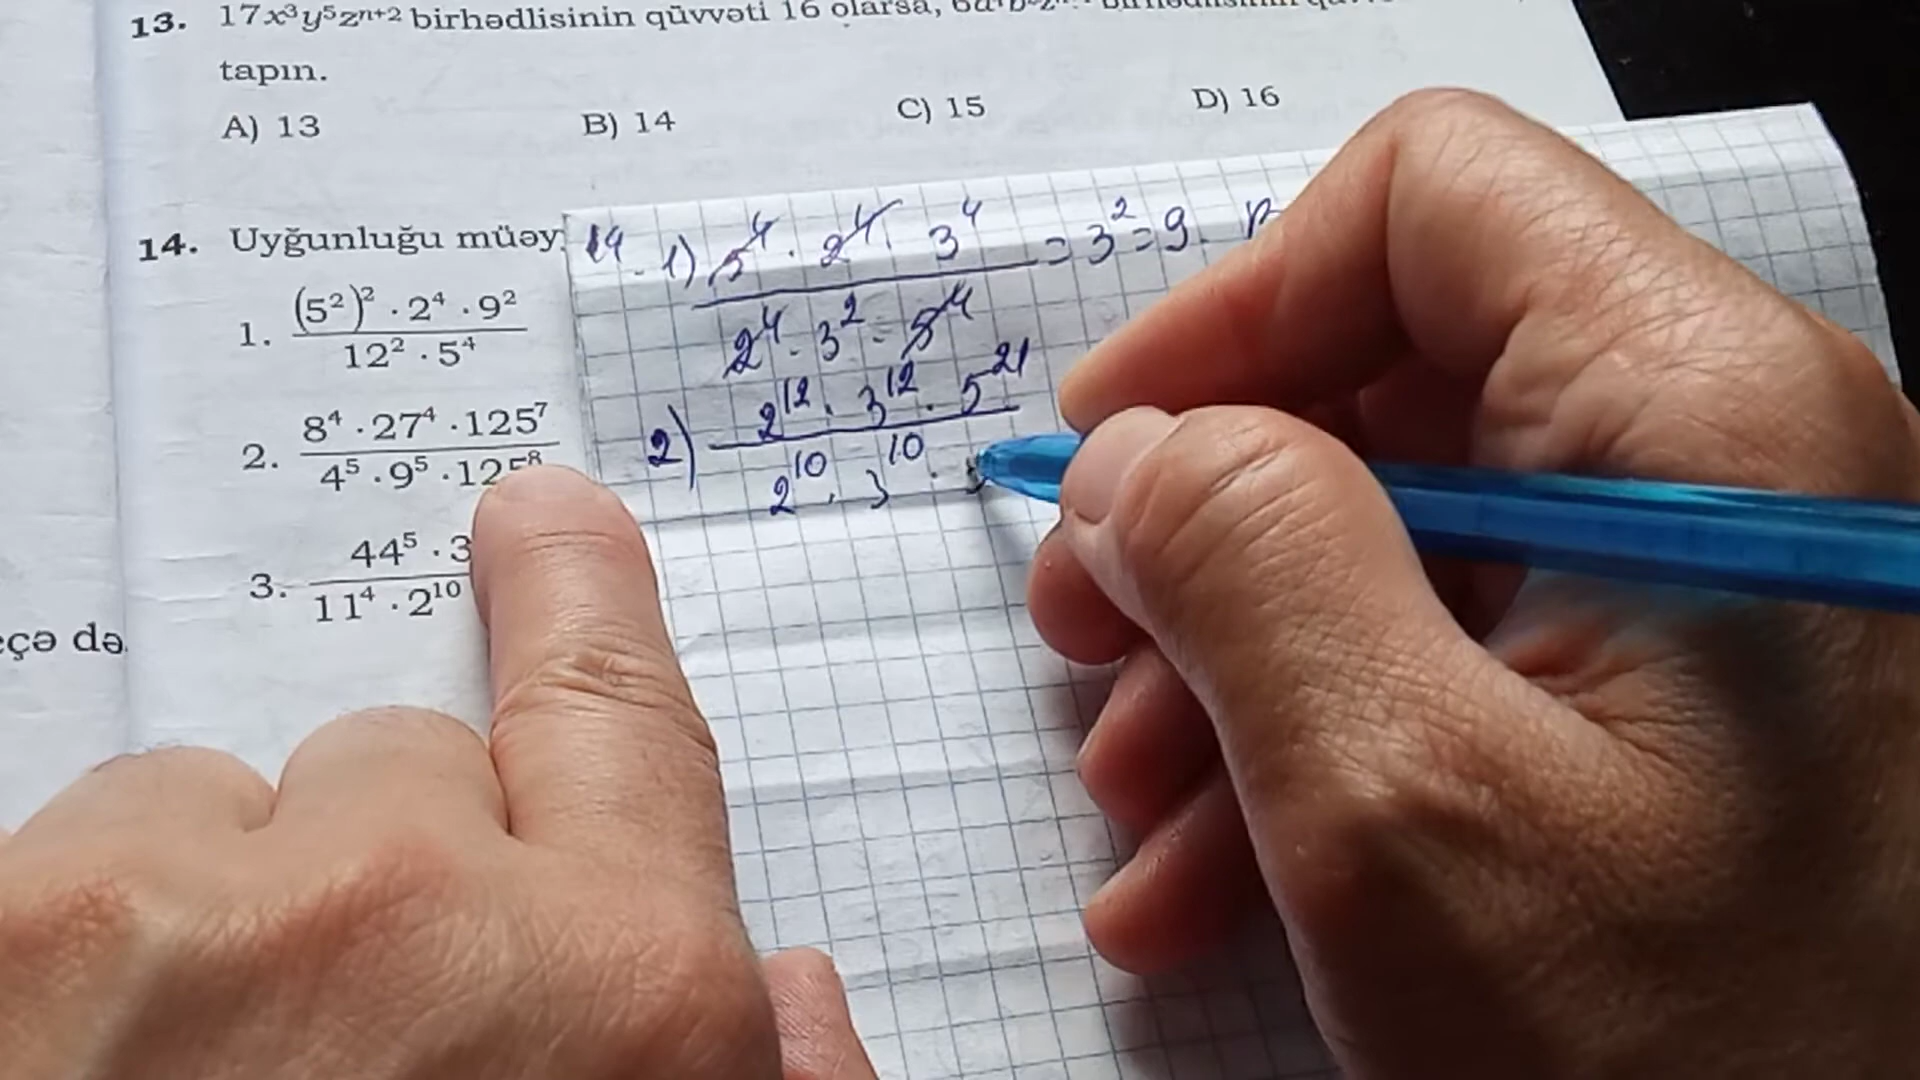 13. 17x³y⁵zⁿ⁺² birhədlisinin qüvvəti 16 olarsa,
tapın.
A) 13 B) 14 C) 15 D) 16
14. Uyğunluğu müəy
1. (5²)² · 2⁴ · 9² / 12² · 5⁴
2. 8⁴ · 27⁴ · 125⁷ / 4⁵ · 9⁵ · 125⁸
3. 44⁵ · 3 / 11⁴ · 2¹⁰
çə də
14. 1) 5⁴ · 2⁴ · 3⁴ / 2⁴ · 3² · 5⁴ = 3² = 9.
2) 2¹² · 3¹² · 5²¹ / 2¹⁰ · 3¹⁰ ·